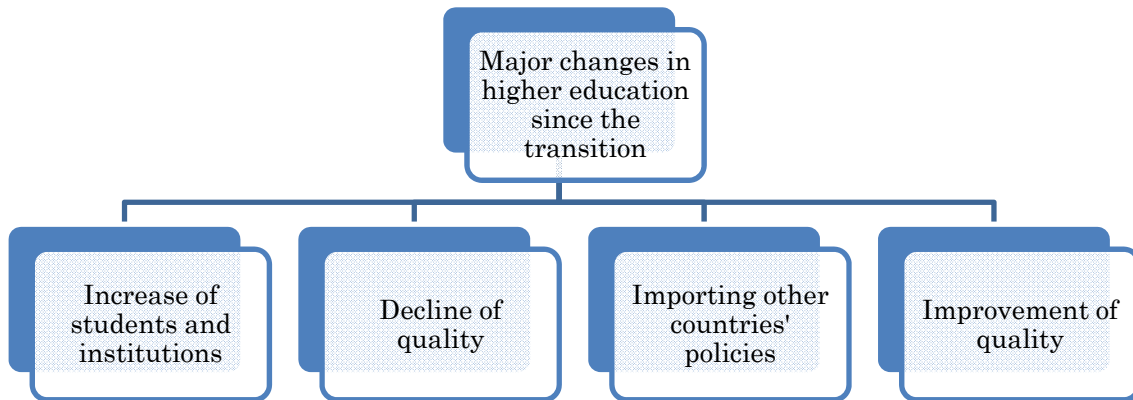 Major changes in
higher education
since the
transition
Increase of
students and
institutions
Decline of
quality
Importing other
countries'
policies
Improvement of
quality